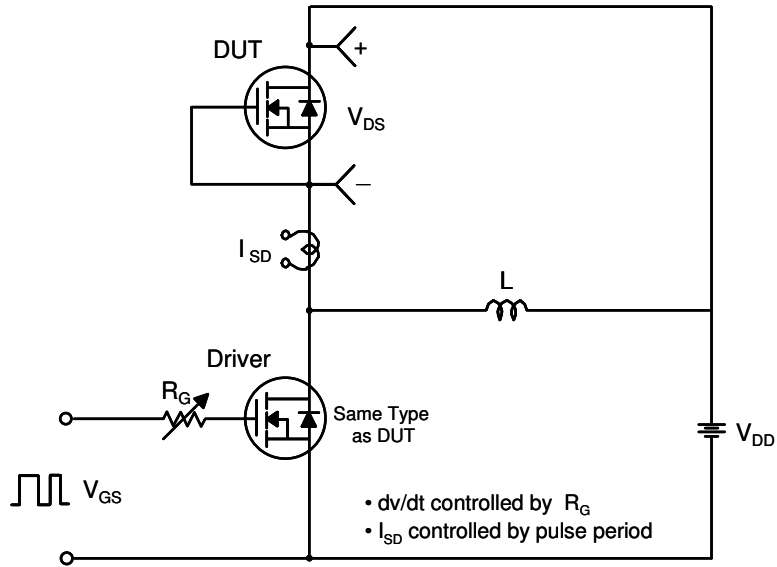 DUT
+
V_DS
−
I_SD
L
Driver
R_G
Same Type
as DUT
V_DD
V_GS
• dv/dt controlled by R_G
• I_SD controlled by pulse period